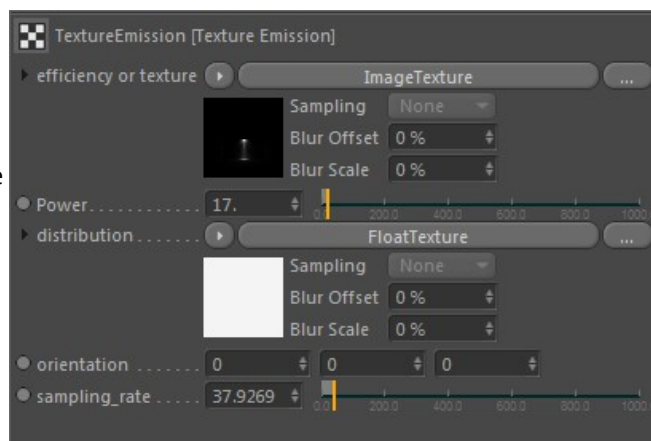 TextureEmission [Texture Emission]
efficiency or texture ImageTexture ...
Sampling None
Blur Offset 0 %
Blur Scale 0 %
e
Power............ 17. 0.0 200.0 400.0 600.0 800.0 1000.
distribution....... FloatTexture ...
Sampling None
Blur Offset 0 %
Blur Scale 0 %
orientation ....... 0 0 0
sampling_rate ..... 37.9269 0.0 200.0 400.0 600.0 800.0 1000.